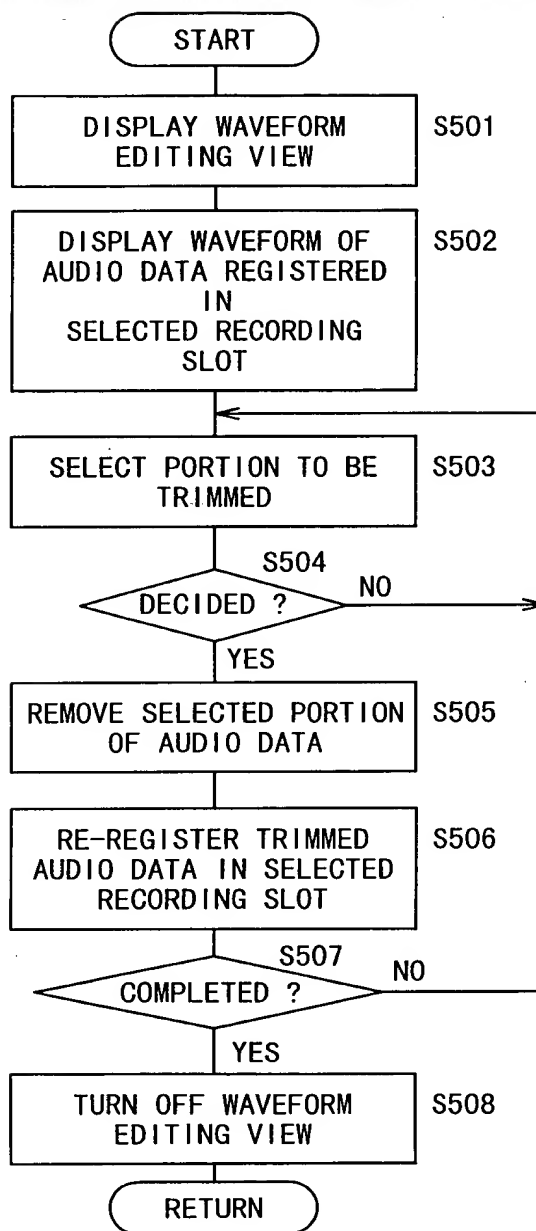 START
DISPLAY WAVEFORM
EDITING VIEW
S501
DISPLAY WAVEFORM OF
AUDIO DATA REGISTERED
IN
SELECTED RECORDING
SLOT
S502
SELECT PORTION TO BE
TRIMMED
S503
S504
DECIDED ?
NO
YES
REMOVE SELECTED PORTION
OF AUDIO DATA
S505
RE-REGISTER TRIMMED
AUDIO DATA IN SELECTED
RECORDING SLOT
S506
S507
COMPLETED ?
NO
YES
TURN OFF WAVEFORM
EDITING VIEW
S508
RETURN